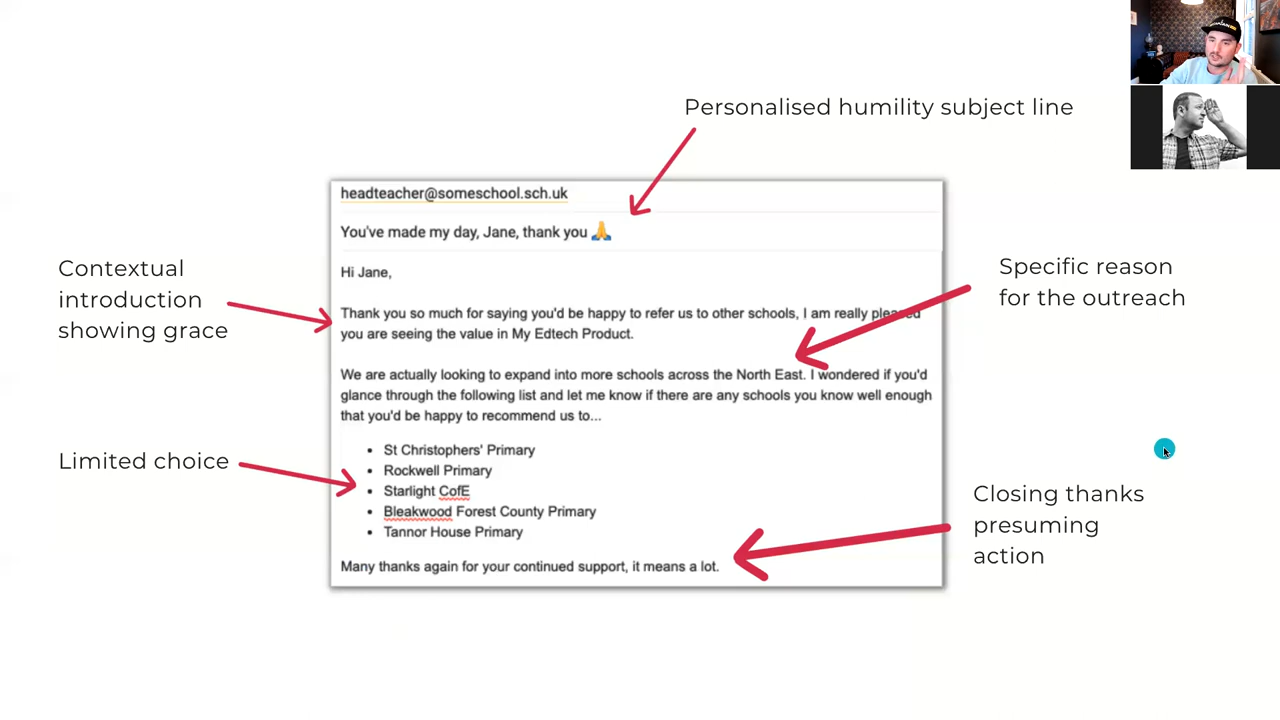 Personalised humility subject line
headteacher@someschool.sch.uk
You've made my day, Jane, thank you 🙏
Hi Jane,
Contextual
introduction
showing grace
Specific reason
for the outreach
Thank you so much for saying you'd be happy to refer us to other schools, I am really pleased
you are seeing the value in My Edtech Product.
We are actually looking to expand into more schools across the North East. I wondered if you'd
glance through the following list and let me know if there are any schools you know well enough
that you'd be happy to recommend us to...
Limited choice
• St Christophers' Primary
• Rockwell Primary
• Starlight CofE
• Bleakwood Forest County Primary
• Tannor House Primary
Closing thanks
presuming
action
Many thanks again for your continued support, it means a lot.